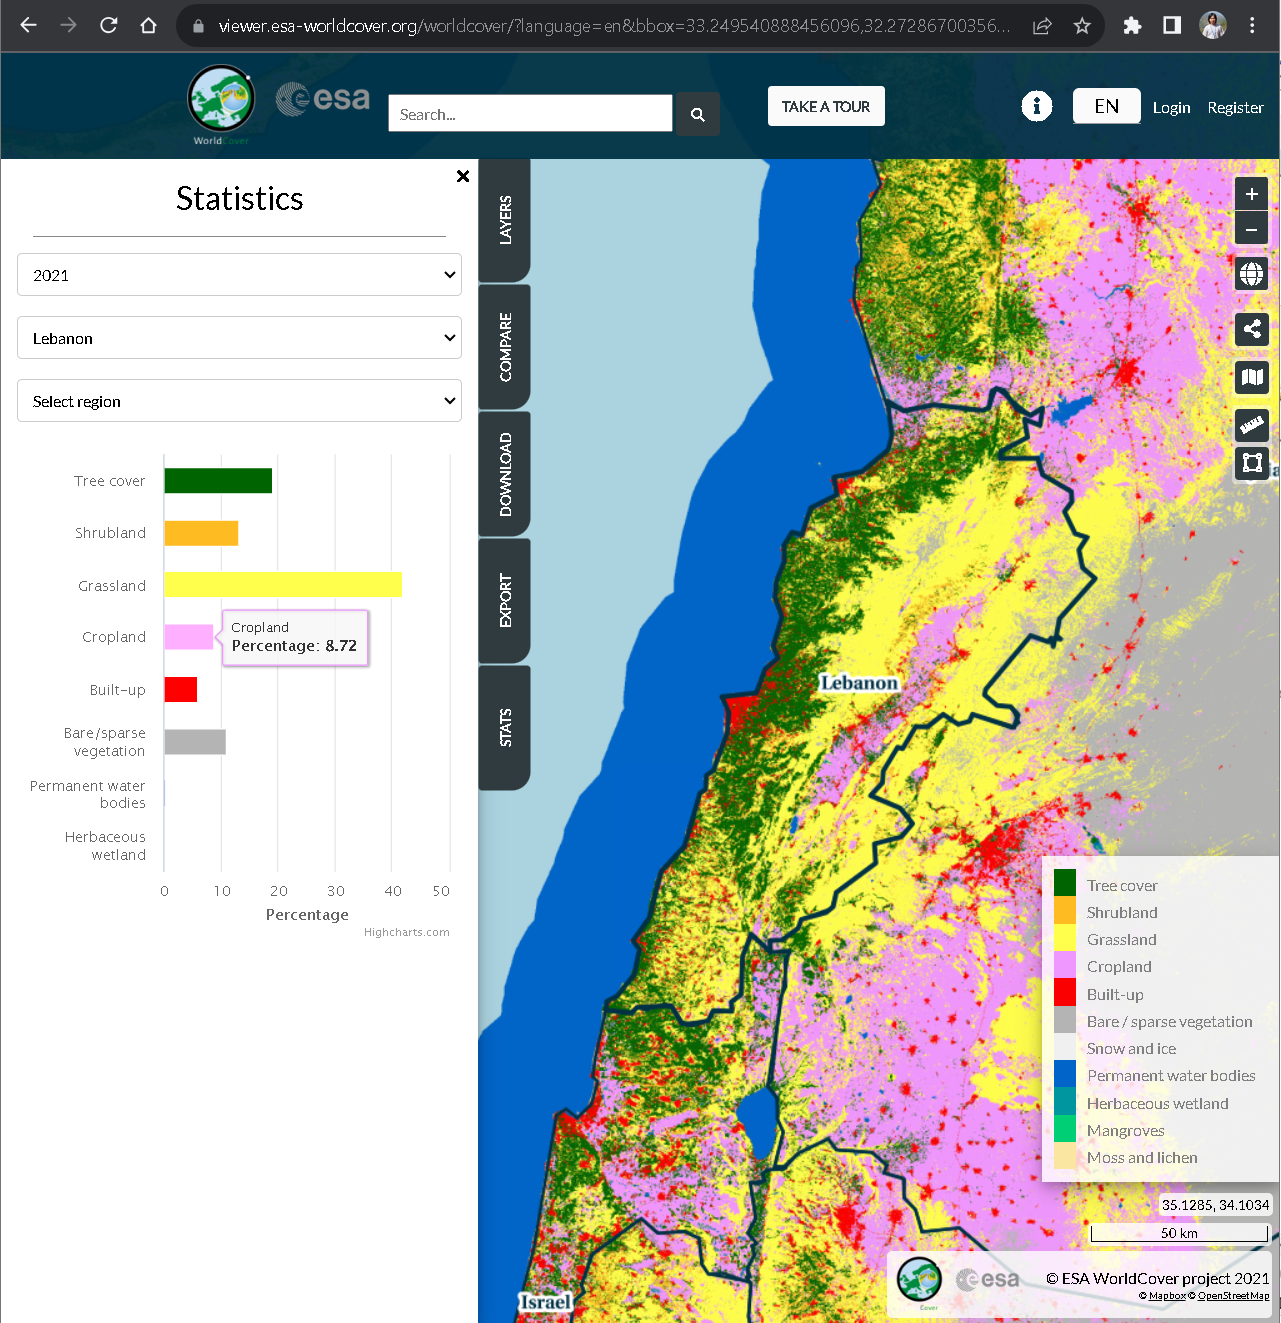 viewer.esa-worldcover.org/worldcover/?language=en&bbox=33.249540888456096,32.27286700356...
WorldCover
esa
Search...
TAKE A TOUR
EN
Login
Register
Statistics
2021
Lebanon
Select region
Tree cover
Shrubland
Grassland
Cropland
Built-up
Bare/sparse
vegetation
Permanent water
bodies
Herbaceous
wetland
Cropland
Percentage: 8.72
0 10 20 30 40 50
Percentage
Highcharts.com
LAYERS
COMPARE
DOWNLOAD
EXPORT
STATS
Lebanon
Israel
Tree cover
Shrubland
Grassland
Cropland
Built-up
Bare / sparse vegetation
Snow and ice
Permanent water bodies
Herbaceous wetland
Mangroves
Moss and lichen
35.1285, 34.1034
50 km
Cover
esa
© ESA WorldCover project 2021
© Mapbox © OpenStreetMap